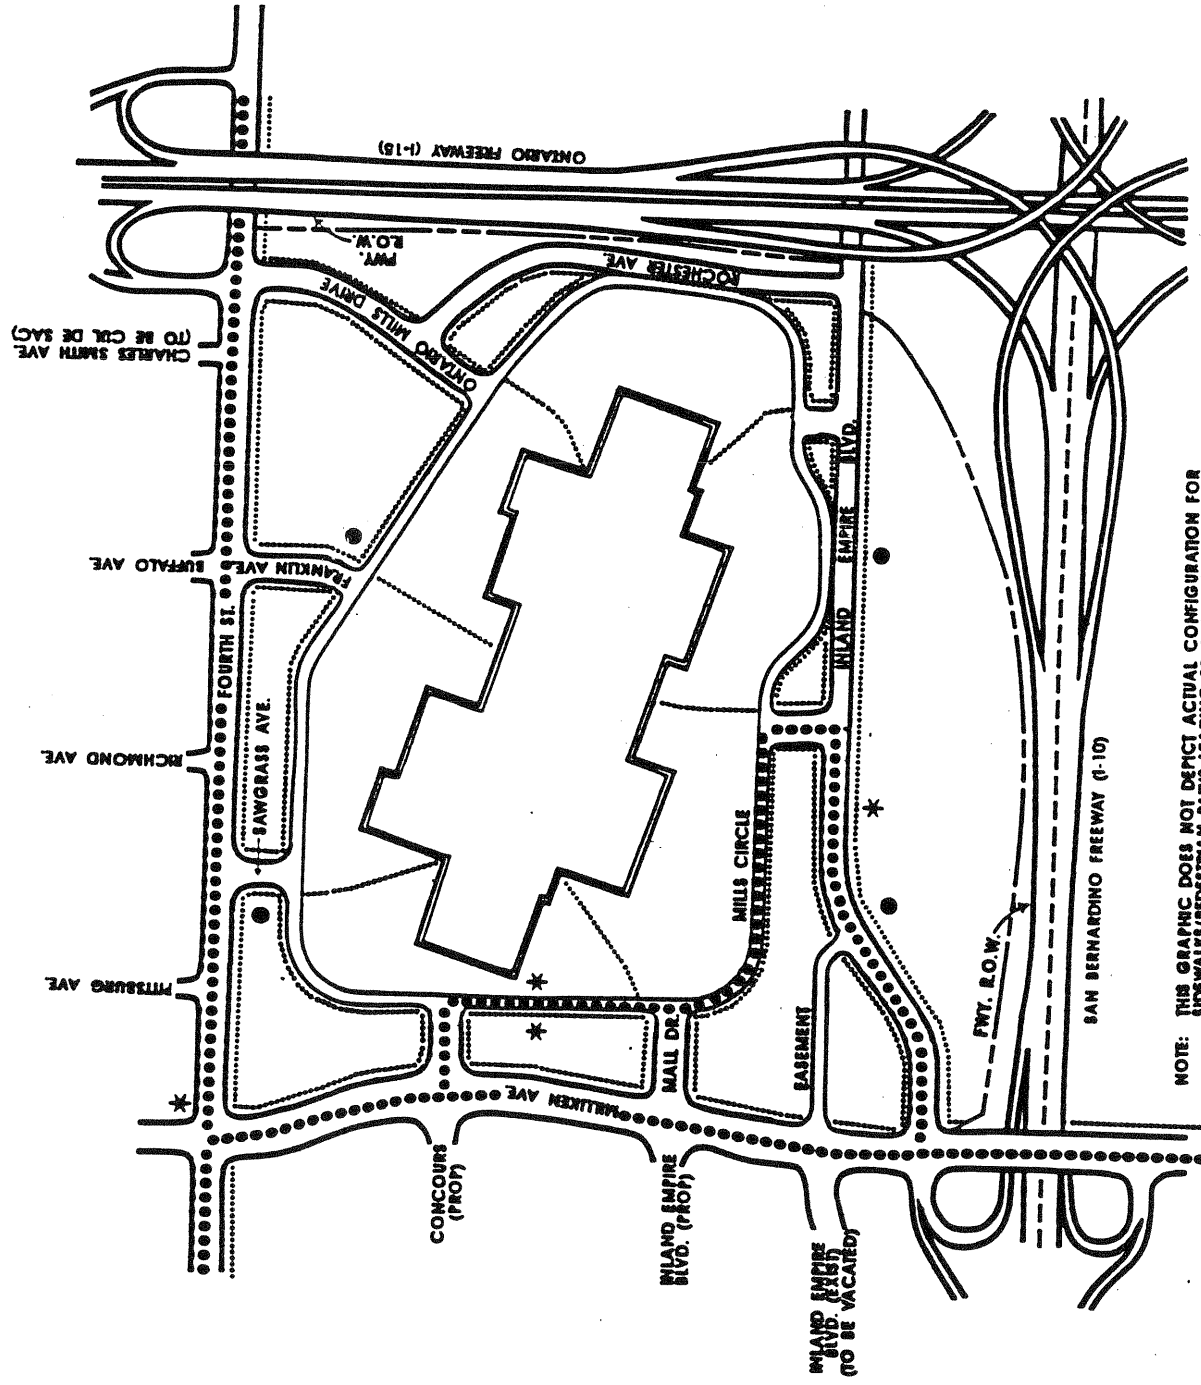 ONTARIO FREEWAY (I-15)
FWY.
R.O.W.
ROCHESTER AVE.
ONTARIO MILLS DRIVE
CHARLES SMITH AVE.
(TO BE CUL DE SAC)
BUFFALO AVE.
FRANKLIN AVE.
FOURTH ST.
RICHMOND AVE.
SAWGRASS AVE.
PITTSBURG AVE.
INLAND EMPIRE BLVD.
MILLS CIRCLE
MALL DR.
EASEMENT
MILLIKEN AVE.
CONCOURS
(PROP)
INLAND EMPIRE
BLVD. (PROP)
INLAND EMPIRE
BLVD. (EXIST)
(TO BE VACATED)
FWY. R.O.W.
SAN BERNARDINO FREEWAY (I-10)
NOTE: THIS GRAPHIC DOES NOT DEPICT ACTUAL CONFIGURATION FOR